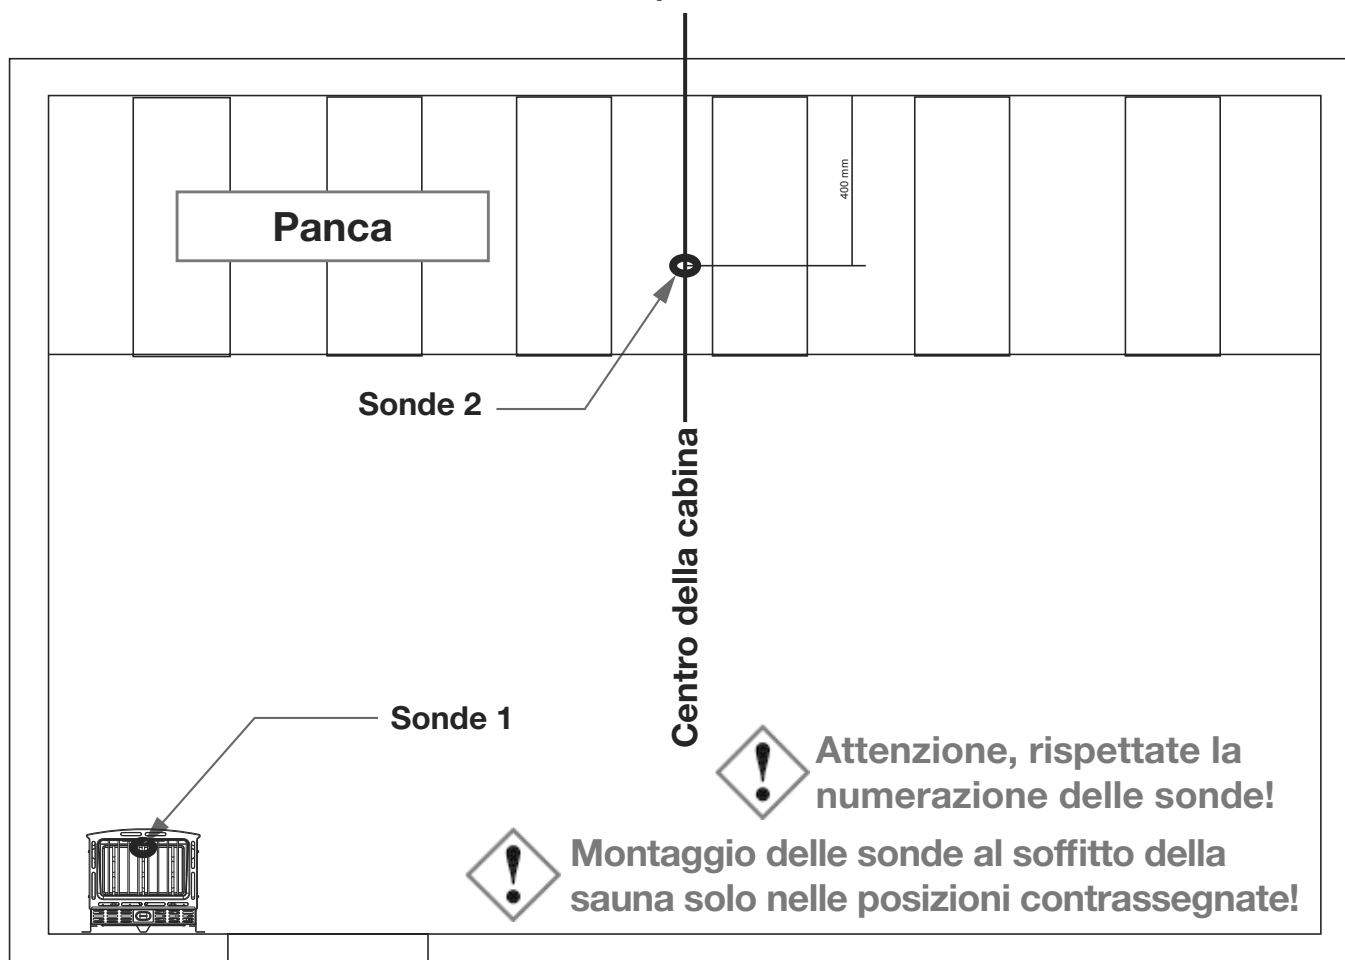 400 mm
Panca
Sonde 2
Centro della cabina
Sonde 1
Attenzione, rispettate la
numerazione delle sonde!
Montaggio delle sonde al soffitto della
sauna solo nelle posizioni contrassegnate!